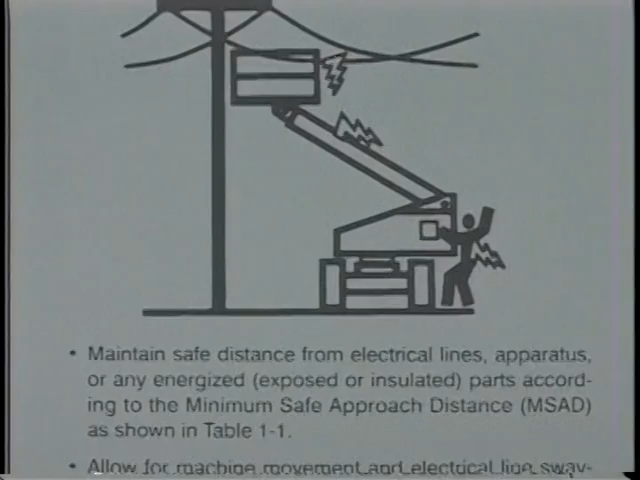 • Maintain safe distance from electrical lines, apparatus,
or any energized (exposed or insulated) parts accord-
ing to the Minimum Safe Approach Distance (MSAD)
as shown in Table 1-1.
• Allow for machine movement and electrical line sway-